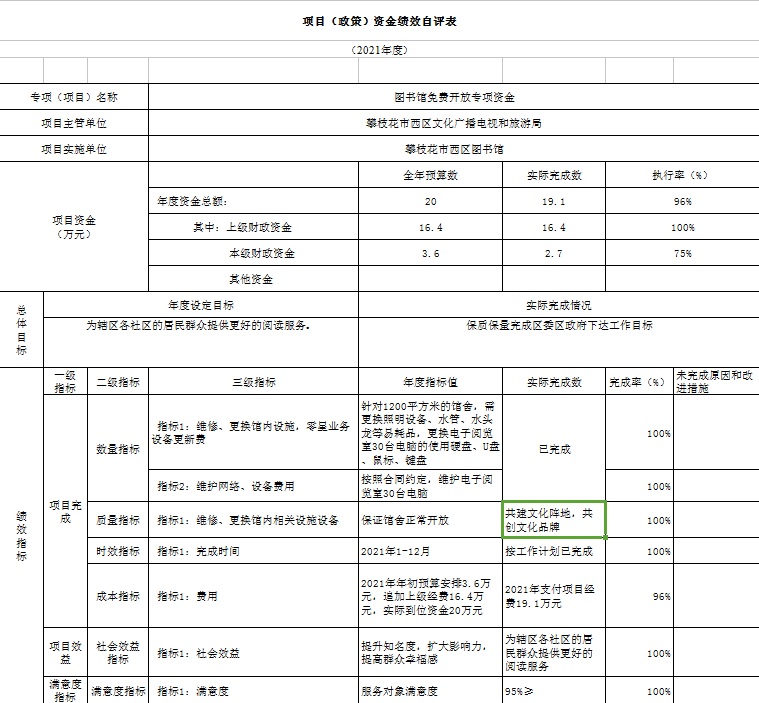 项目（政策）资金绩效自评表
（2021年度）
专项（项目）名称
图书馆免费开放专项资金
项目主管单位
攀枝花市西区文化广播电视和旅游局
项目实施单位
攀枝花市西区图书馆
项目资金
（万元）
全年预算数
实际完成数
执行率（%）
年度资金总额：
20
19.1
96%
其中：上级财政资金
16.4
16.4
100%
本级财政资金
3.6
2.7
75%
其他资金
总
体
目
标
年度设定目标
实际完成情况
为辖区各社区的居民群众提供更好的阅读服务。
保质保量完成区委区政府下达工作目标
绩
效
指
标
一级
指标
二级指标
三级指标
年度指标值
实际完成数
完成率（%）
未完成原因和改
进措施
项目完
成
数量指标
指标1：维修、更换馆内设施，零星业务
设备更新费
针对1200平方米的馆舍，需
更换照明设备、水管、水头
龙等易耗品，更换电子阅览
室30台电脑的使用硬盘、U盘
、鼠标、键盘
已完成
100%
指标2：维护网络、设备费用
按照合同约定，维护电子阅
览室30台电脑
100%
质量指标
指标1：维修、更换馆内相关设施设备
保证馆舍正常开放
共建文化阵地，共
创文化品牌
100%
时效指标
指标1：完成时间
2021年1-12月
按工作计划已完成
100%
成本指标
指标1：费用
2021年年初预算安排3.6万
元，追加上级经费16.4万
元，实际到位资金20万元
2021年支付项目经
费19.1万元
96%
项目效
益
社会效益
指标
指标1：社会效益
提升知名度，扩大影响力，
提高群众幸福感
为辖区各社区的居
民群众提供更好的
阅读服务
100%
满意度
指标
满意度指标
指标1：满意度
服务对象满意度
95%≥
100%